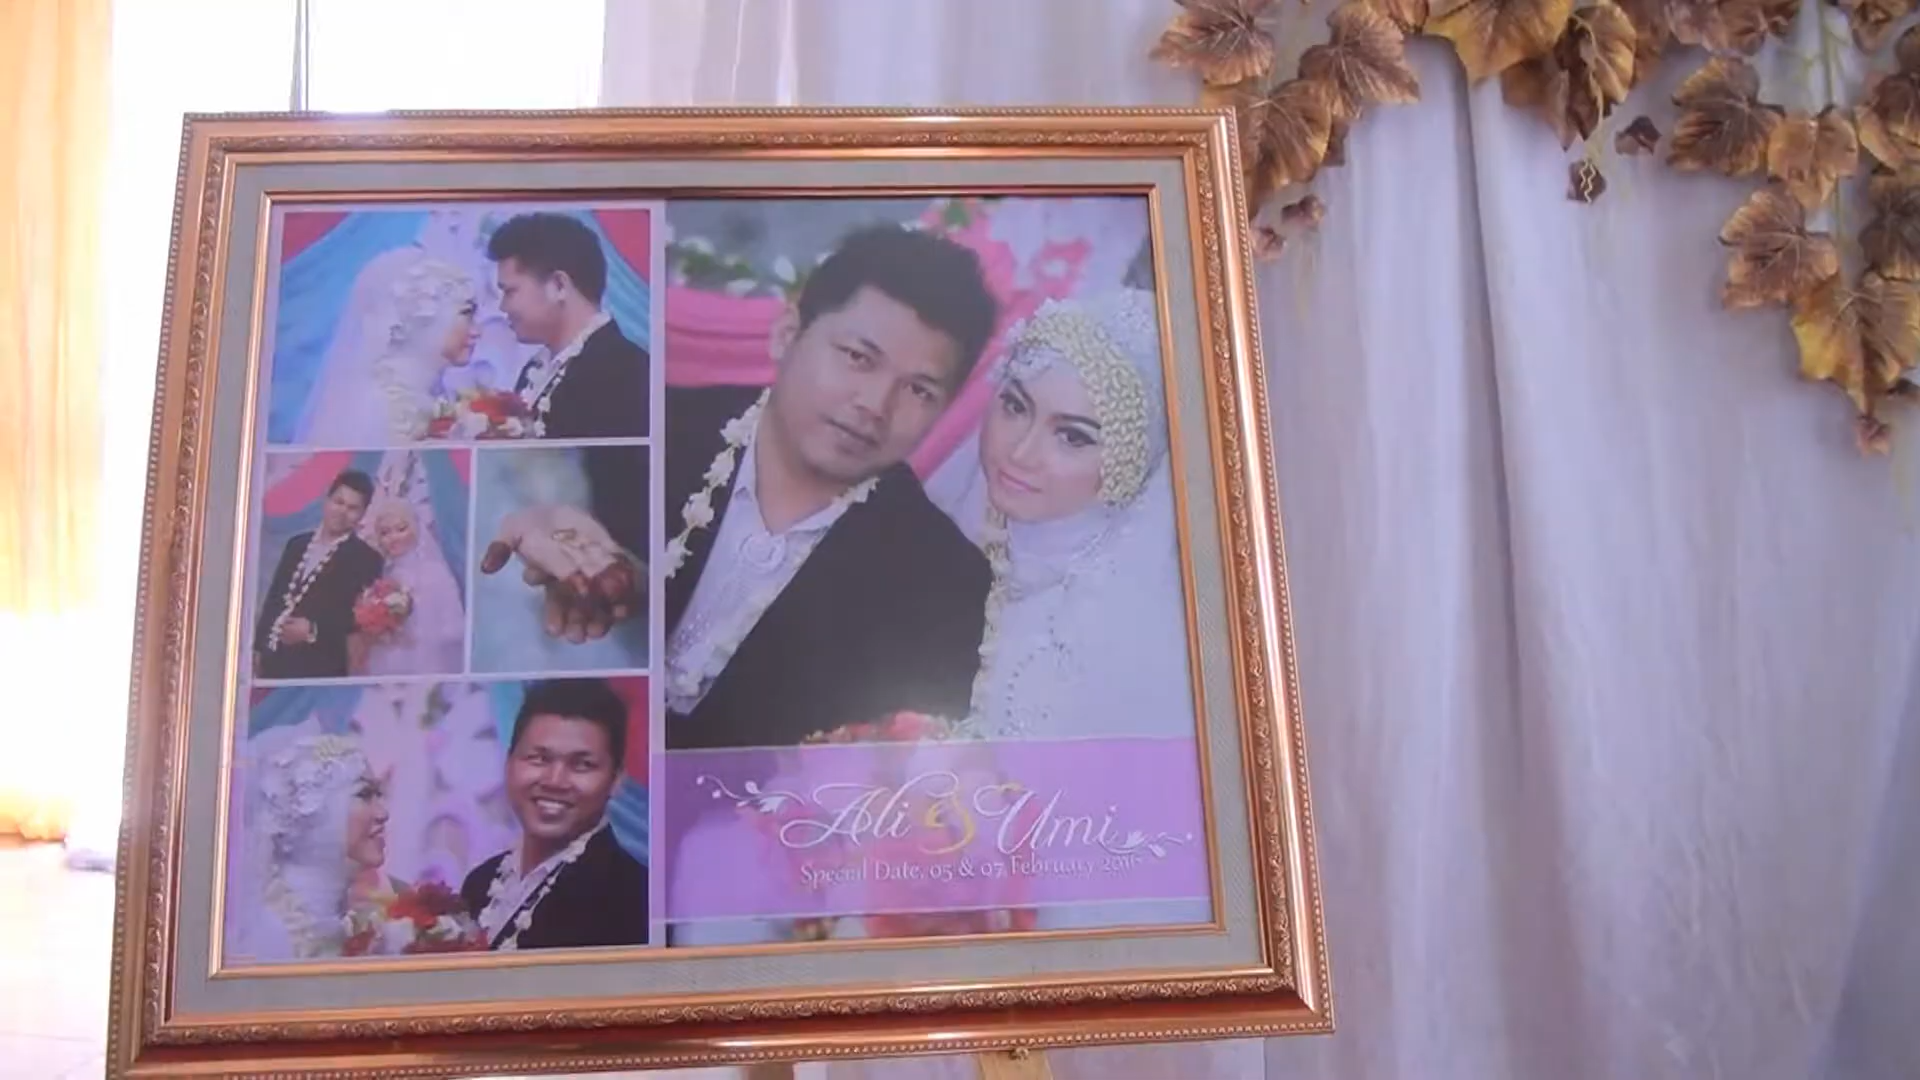 Ali & Umi
Special Date, 05 & 07 February